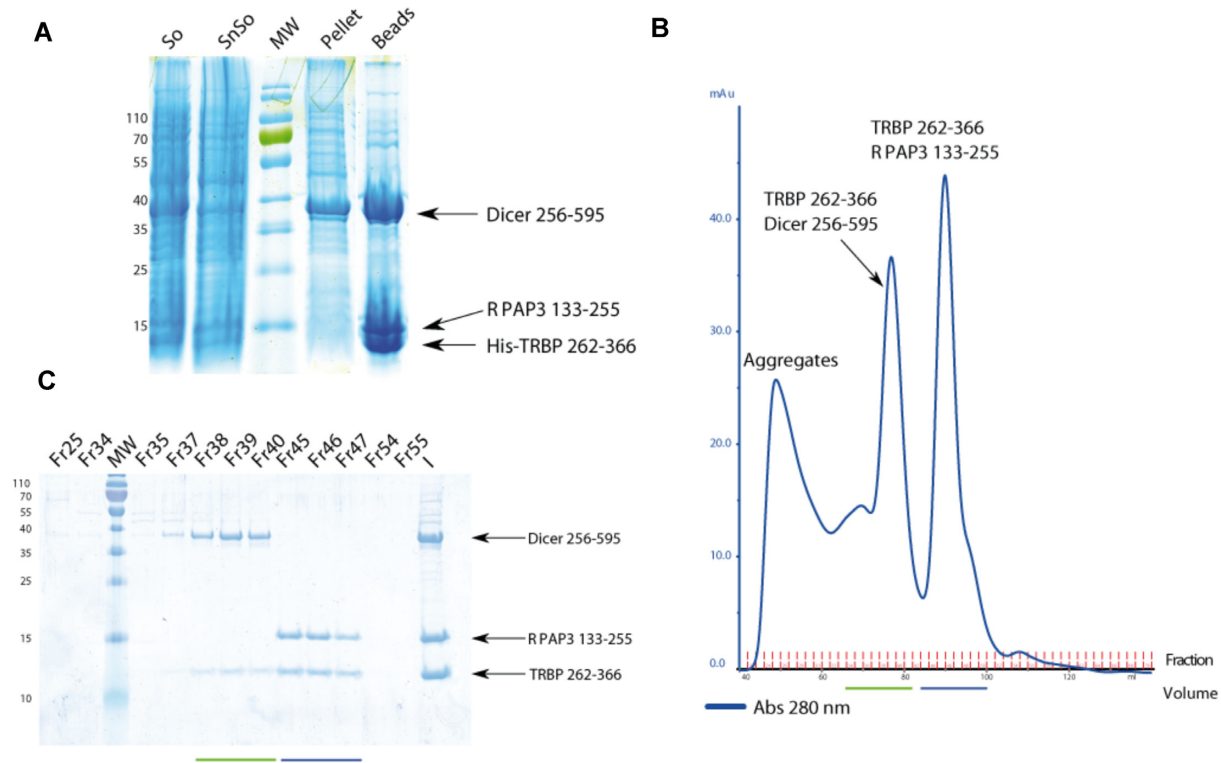 A
So SnSo MW Pellet Beads
110
70
55
40
35
25
15
Dicer 256-595
R PAP3 133-255
His-TRBP 262-366
B
mAu
40.0
30.0
20.0
10.0
0.0
TRBP 262-366
R PAP3 133-255
TRBP 262-366
Dicer 256-595
Aggregates
40 60 80 100 120 ml
Fraction
Volume
Abs 280 nm
C
Fr25 Fr34 MW Fr35 Fr37 Fr38 Fr39 Fr40 Fr45 Fr46 Fr47 Fr54 Fr55 I
110
70
55
40
35
25
15
10
Dicer 256-595
R PAP3 133-255
TRBP 262-366